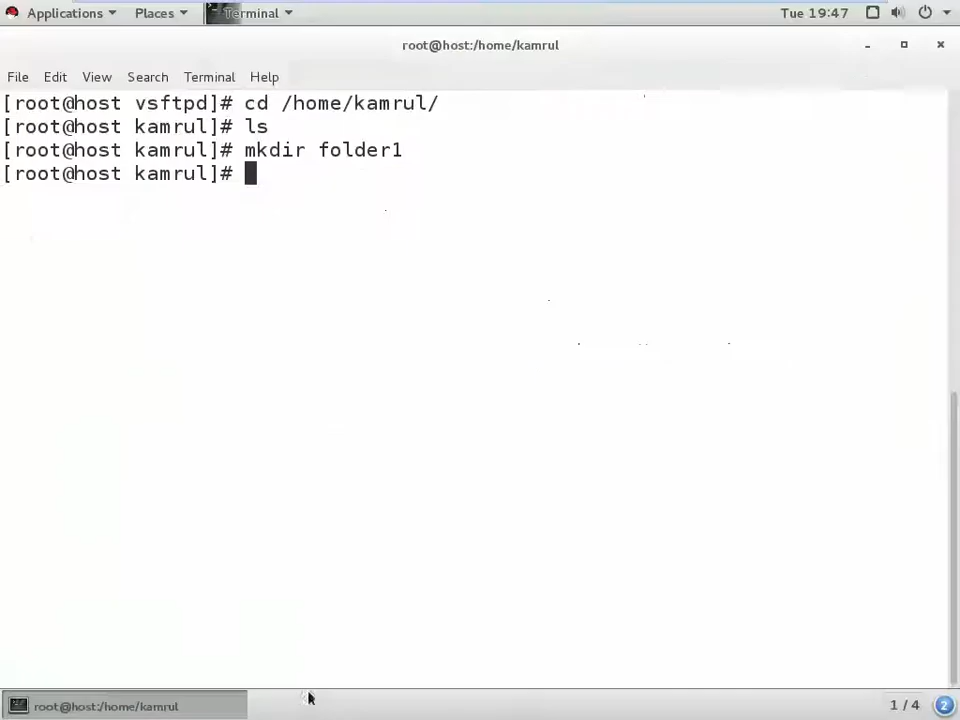 Applications Places Terminal Tue 19:47
root@host:/home/kamrul
File Edit View Search Terminal Help
[root@host vsftpd]# cd /home/kamrul/
[root@host kamrul]# ls
[root@host kamrul]# mkdir folder1
[root@host kamrul]#
root@host:/home/kamrul 1 / 4 2